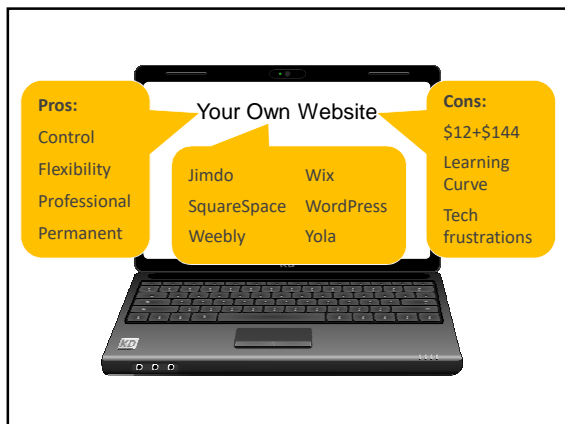 Your Own Website
Pros:
Control
Flexibility
Professional
Permanent
Jimdo Wix
SquareSpace WordPress
Weebly Yola
Cons:
$12+$144
Learning
Curve
Tech
frustrations
KD